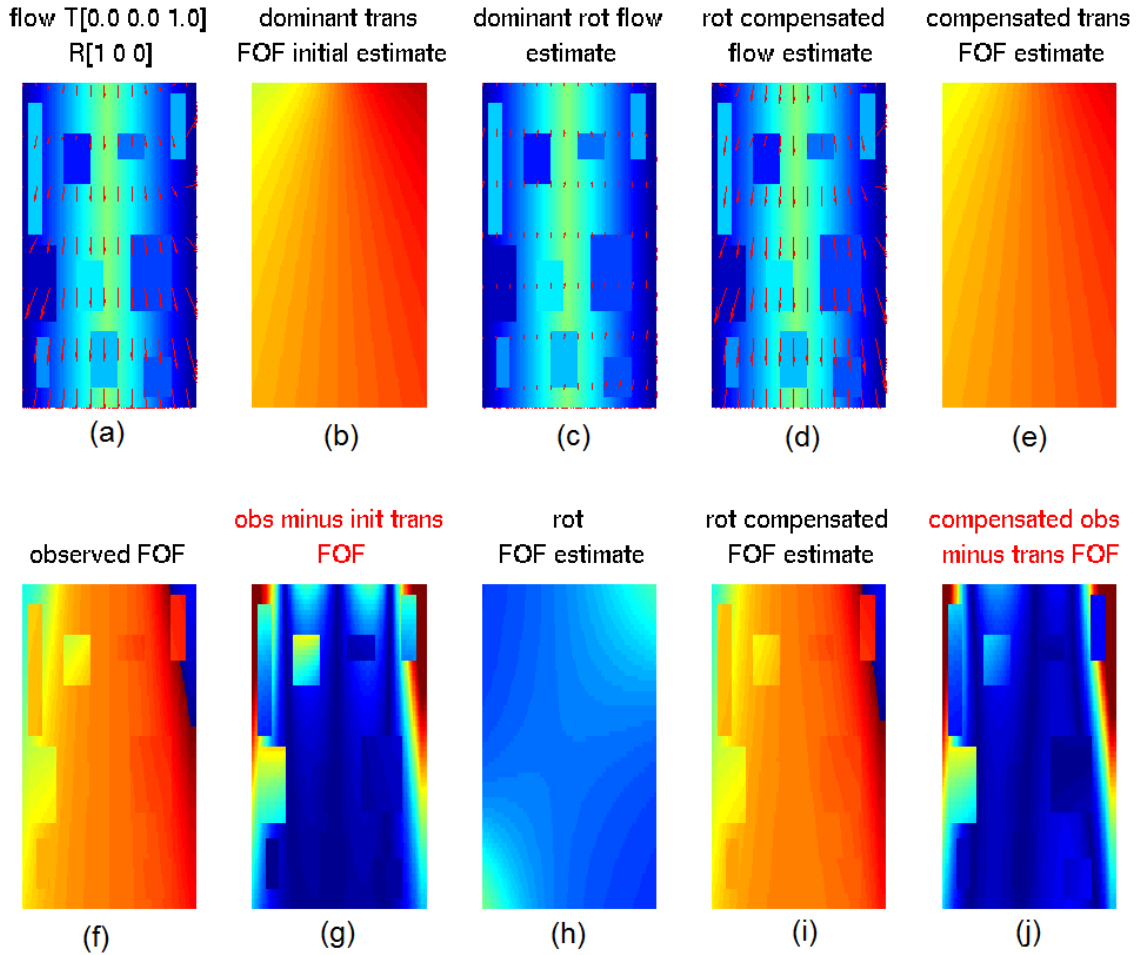 flow T[0.0 0.0 1.0]
R[1 0 0]
dominant trans
FOF initial estimate
dominant rot flow
estimate
rot compensated
flow estimate
compensated trans
FOF estimate
(a)
(b)
(c)
(d)
(e)
observed FOF
obs minus init trans
FOF
rot
FOF estimate
rot compensated
FOF estimate
compensated obs
minus trans FOF
(f)
(g)
(h)
(i)
(j)